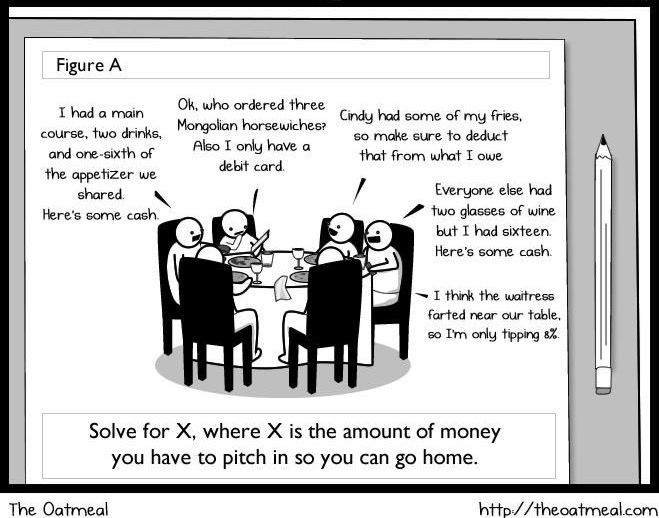 Figure A
I had a main
course, two drinks,
and one-sixth of
the appetizer we
shared.
Here's some cash.
Ok, who ordered three
Mongolian horsewiches?
Also I only have a
debit card.
Cindy had some of my fries,
so make sure to deduct
that from what I owe
Everyone else had
two glasses of wine
but I had sixteen.
Here's some cash.
I think the waitress
farted near our table,
so I'm only tipping 8%.
Solve for X, where X is the amount of money
you have to pitch in so you can go home.
The Oatmeal
http://theoatmeal.com